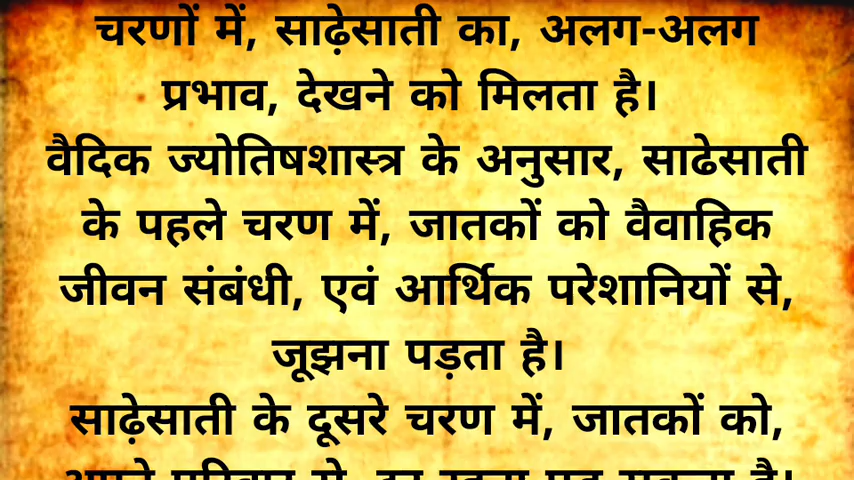 चरणों में, साढ़ेसाती का, अलग-अलग
प्रभाव, देखने को मिलता है।
वैदिक ज्योतिषशास्त्र के अनुसार, साढेसाती
के पहले चरण में, जातकों को वैवाहिक
जीवन संबंधी, एवं आर्थिक परेशानियों से,
जूझना पड़ता है।
साढ़ेसाती के दूसरे चरण में, जातकों को,